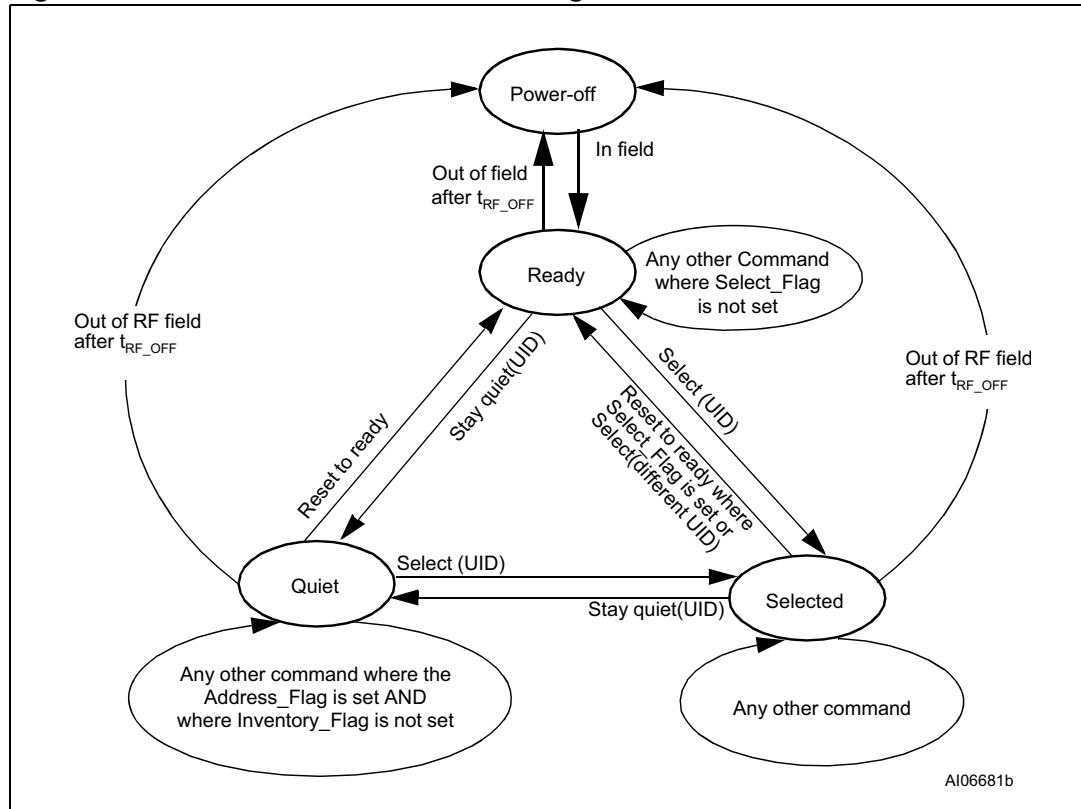 Power-off
In field
Out of field
after tRF_OFF
Ready
Any other Command
where Select_Flag
is not set
Out of RF field
after tRF_OFF
Out of RF field
after tRF_OFF
Reset to ready
Stay quiet(UID)
Select (UID)
Reset to ready where
Select_Flag is set or
Select(different UID)
Quiet
Select (UID)
Stay quiet(UID)
Selected
Any other command where the
Address_Flag is set AND
where Inventory_Flag is not set
Any other command
AI06681b